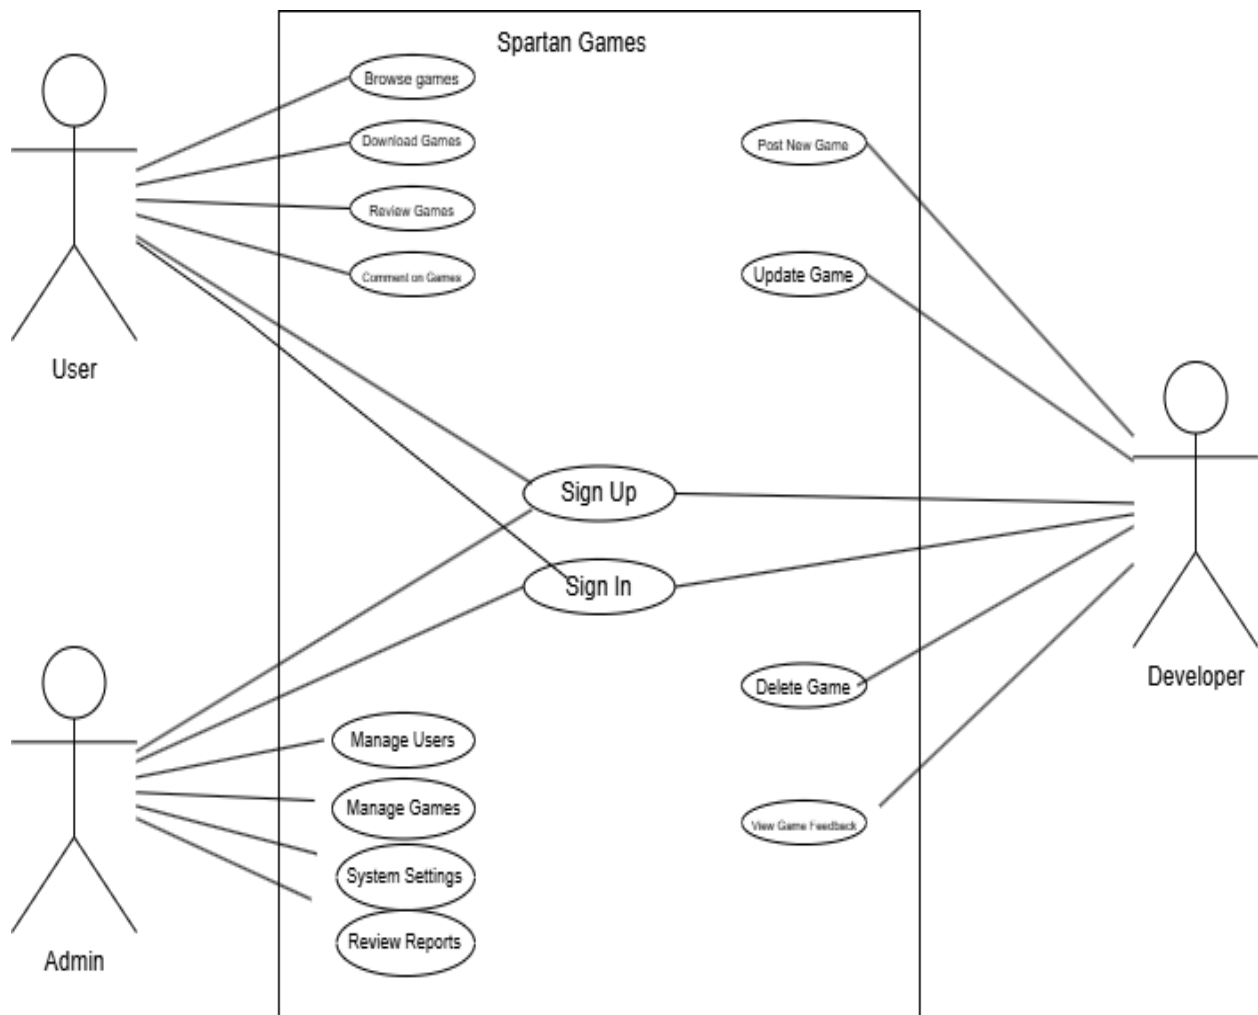 Spartan Games
Browse games
Download Games
Post New Game
Review Games
Comment on Games
Update Game
User
Sign Up
Sign In
Developer
Delete Game
Manage Users
Manage Games
View Game Feedback
System Settings
Review Reports
Admin